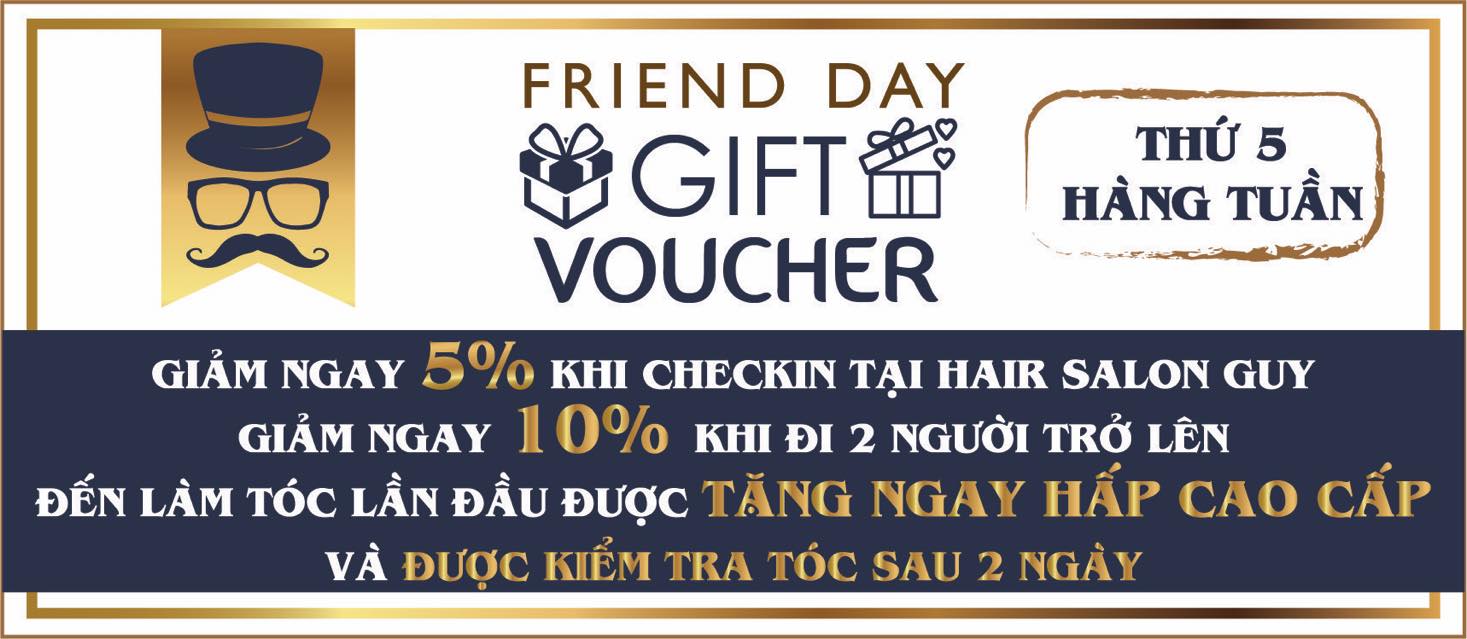 FRIEND DAY
GIFT
VOUCHER
THỨ 5
HÀNG TUẦN
GIẢM NGAY 5% KHI CHECKIN TẠI HAIR SALON GUY
GIẢM NGAY 10% KHI ĐI 2 NGƯỜI TRỞ LÊN
ĐẾN LÀM TÓC LẦN ĐẦU ĐƯỢC TẶNG NGAY HẤP CAO CẤP
VÀ ĐƯỢC KIỂM TRA TÓC SAU 2 NGÀY